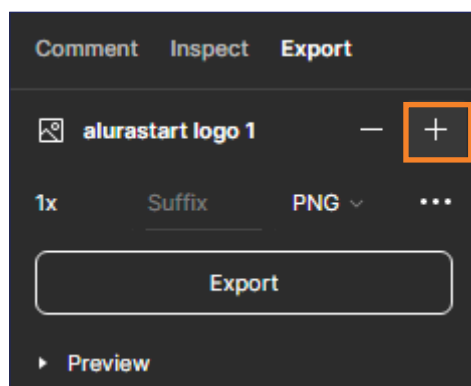 Comment Inspect Export
alurastart logo 1
1x Suffix PNG
Export
Preview